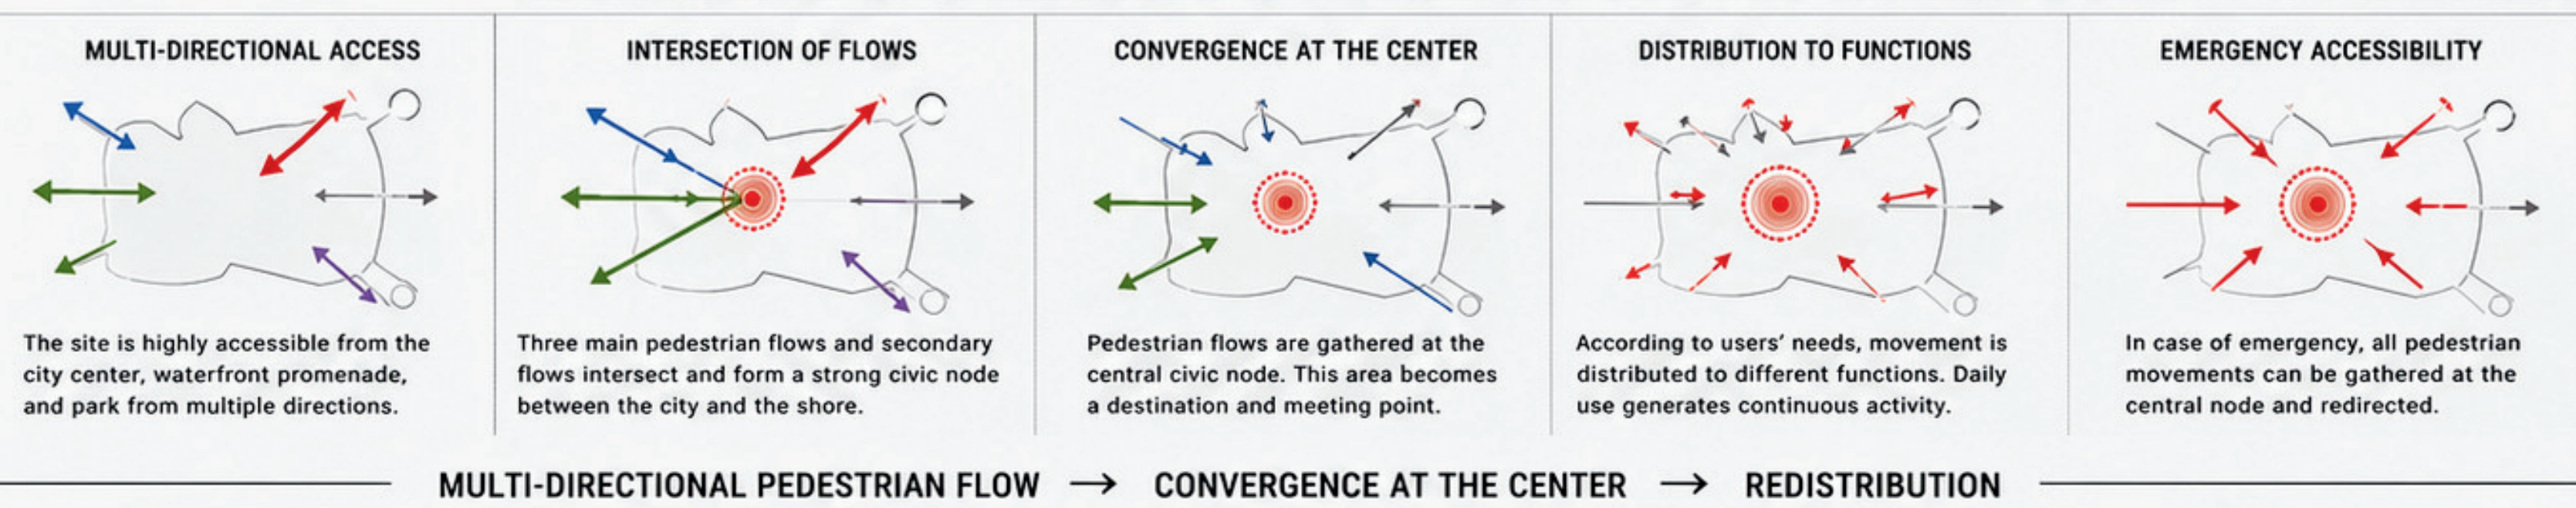 MULTI-DIRECTIONAL ACCESS
The site is highly accessible from the
city center, waterfront promenade,
and park from multiple directions.
INTERSECTION OF FLOWS
Three main pedestrian flows and secondary
flows intersect and form a strong civic node
between the city and the shore.
CONVERGENCE AT THE CENTER
Pedestrian flows are gathered at the
central civic node. This area becomes
a destination and meeting point.
DISTRIBUTION TO FUNCTIONS
According to users’ needs, movement is
distributed to different functions. Daily
use generates continuous activity.
EMERGENCY ACCESSIBILITY
In case of emergency, all pedestrian
movements can be gathered at the
central node and redirected.
MULTI-DIRECTIONAL PEDESTRIAN FLOW → CONVERGENCE AT THE CENTER → REDISTRIBUTION